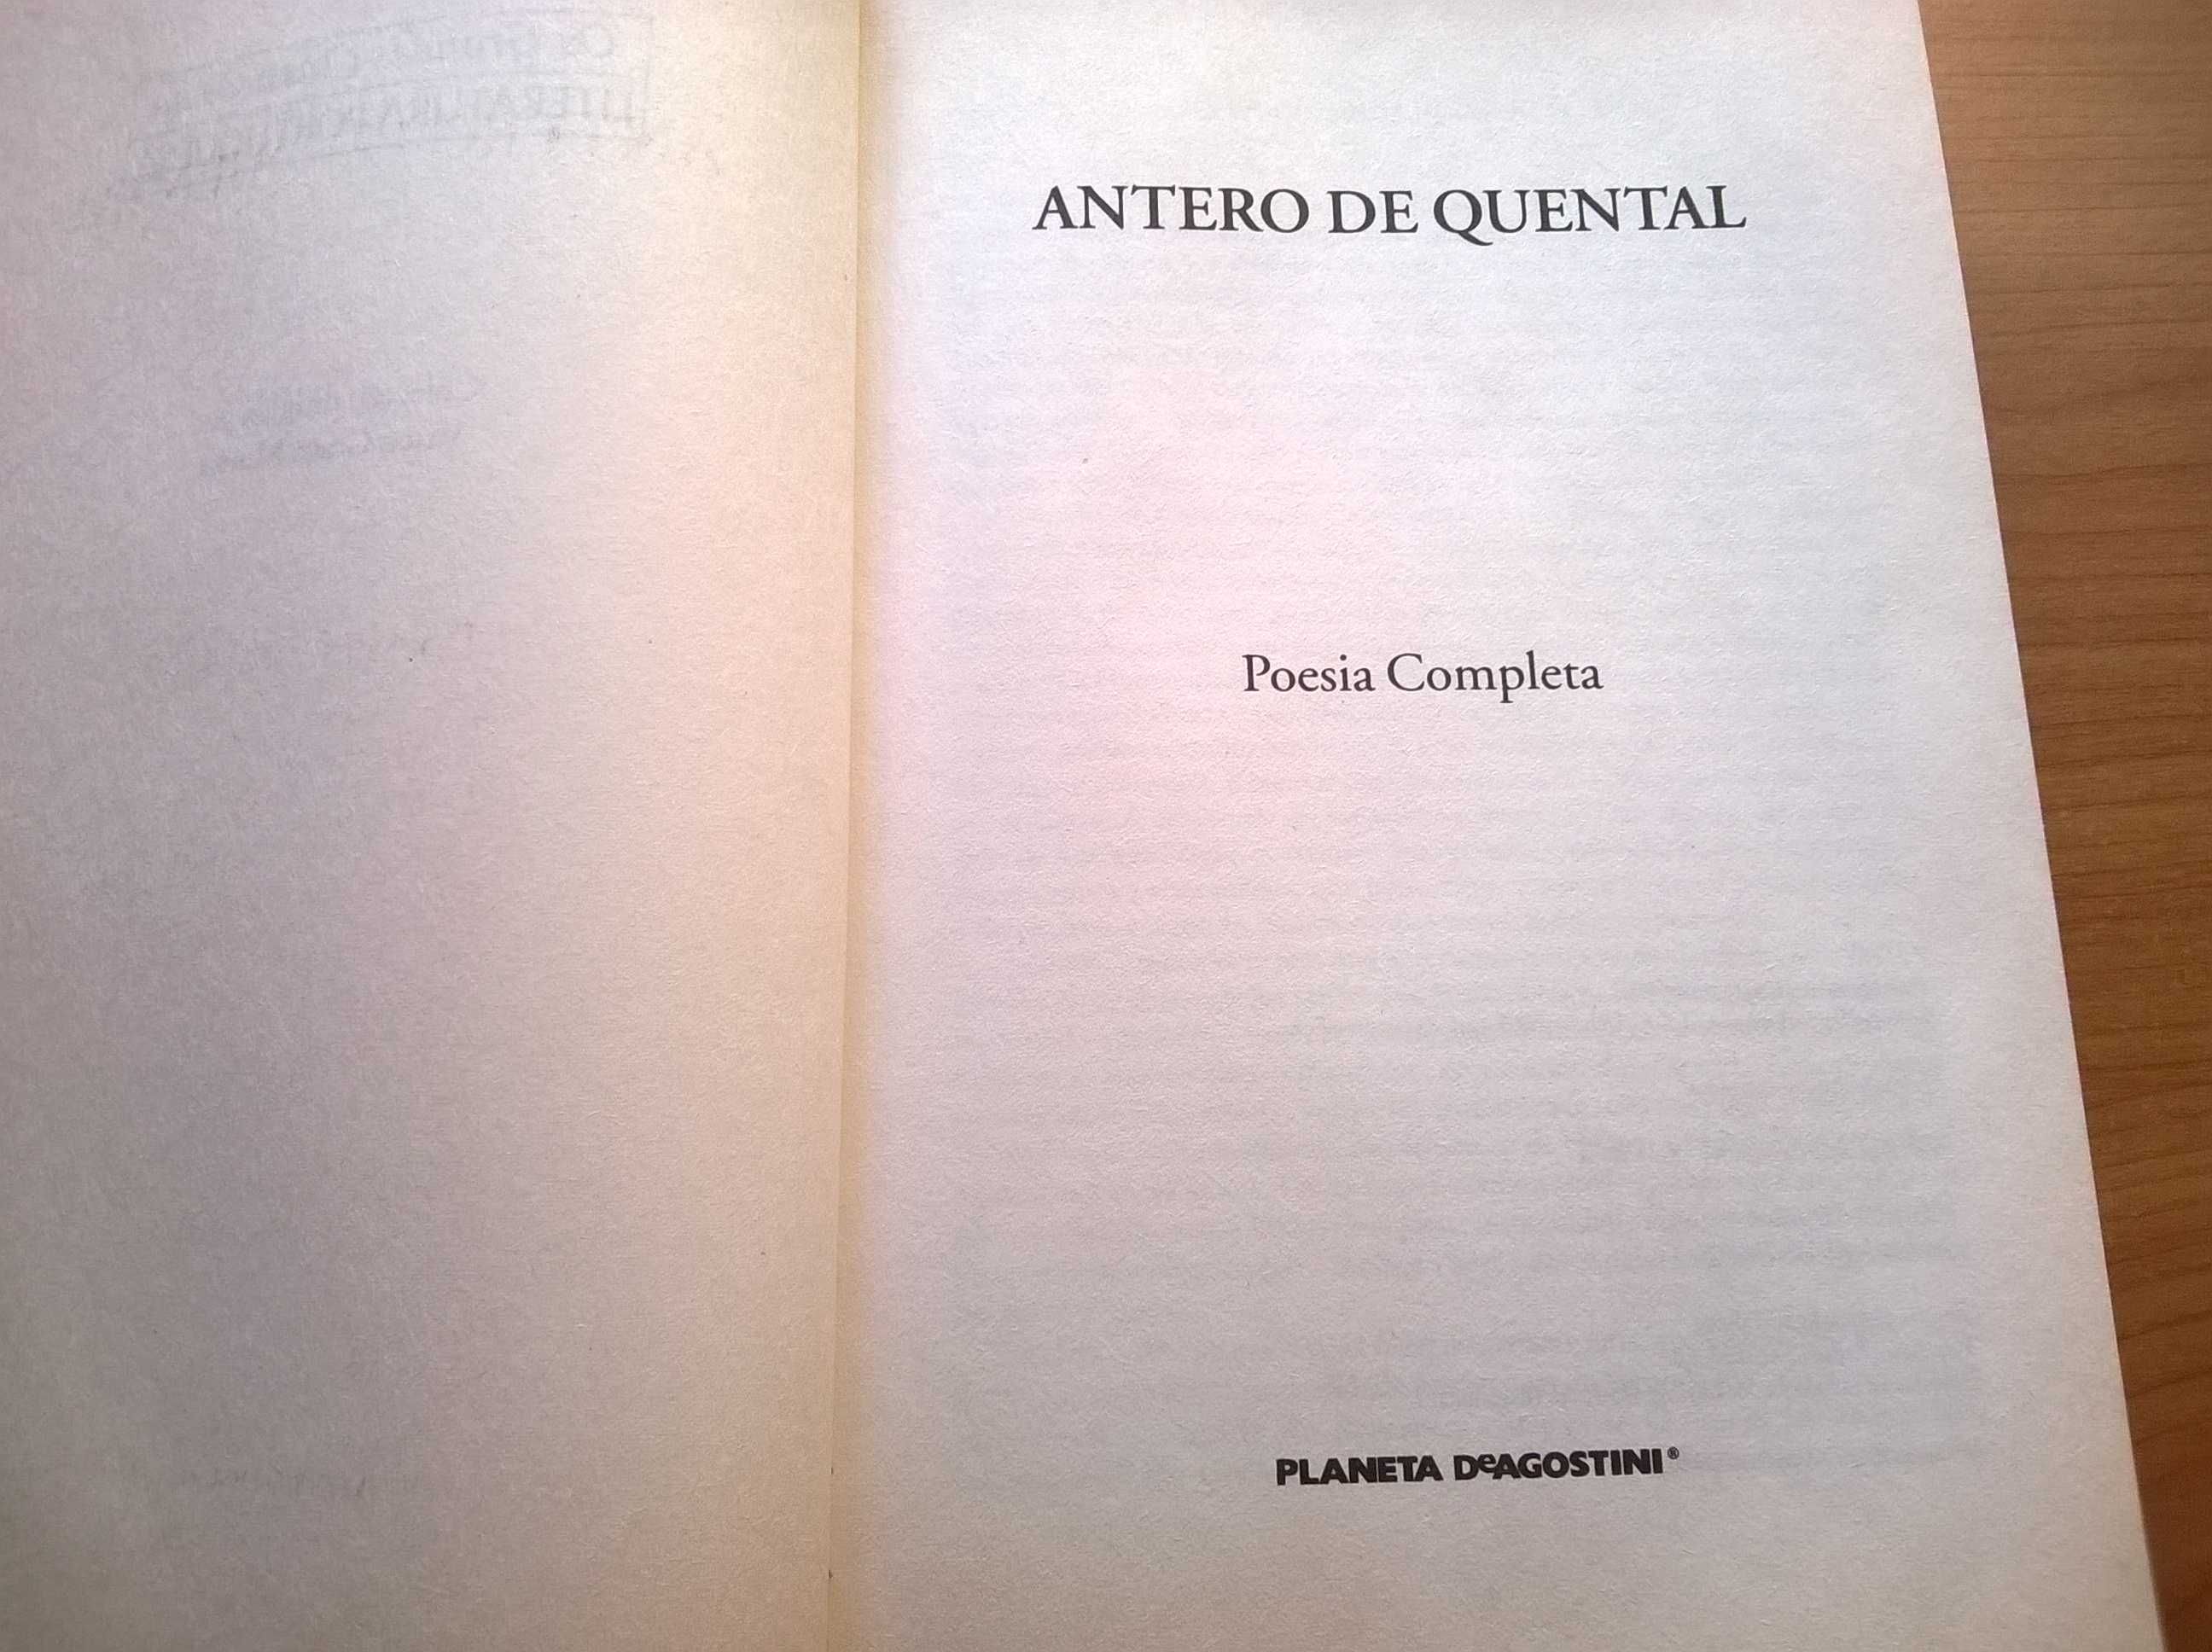 ANTERO DE QUENTAL
Poesia Completa
PLANETA DeAGOSTINI®